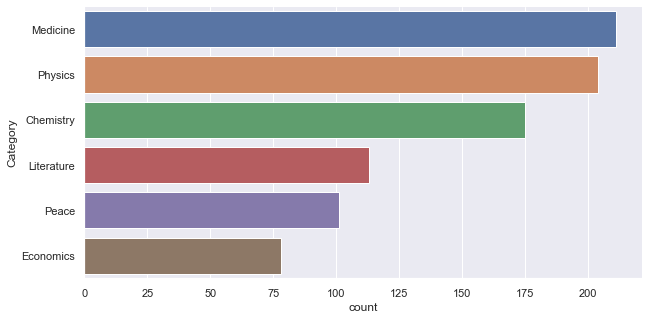 Medicine
Physics
Chemistry
Literature
Peace
Economics
Category
0 25 50 75 100 125 150 175 200
count